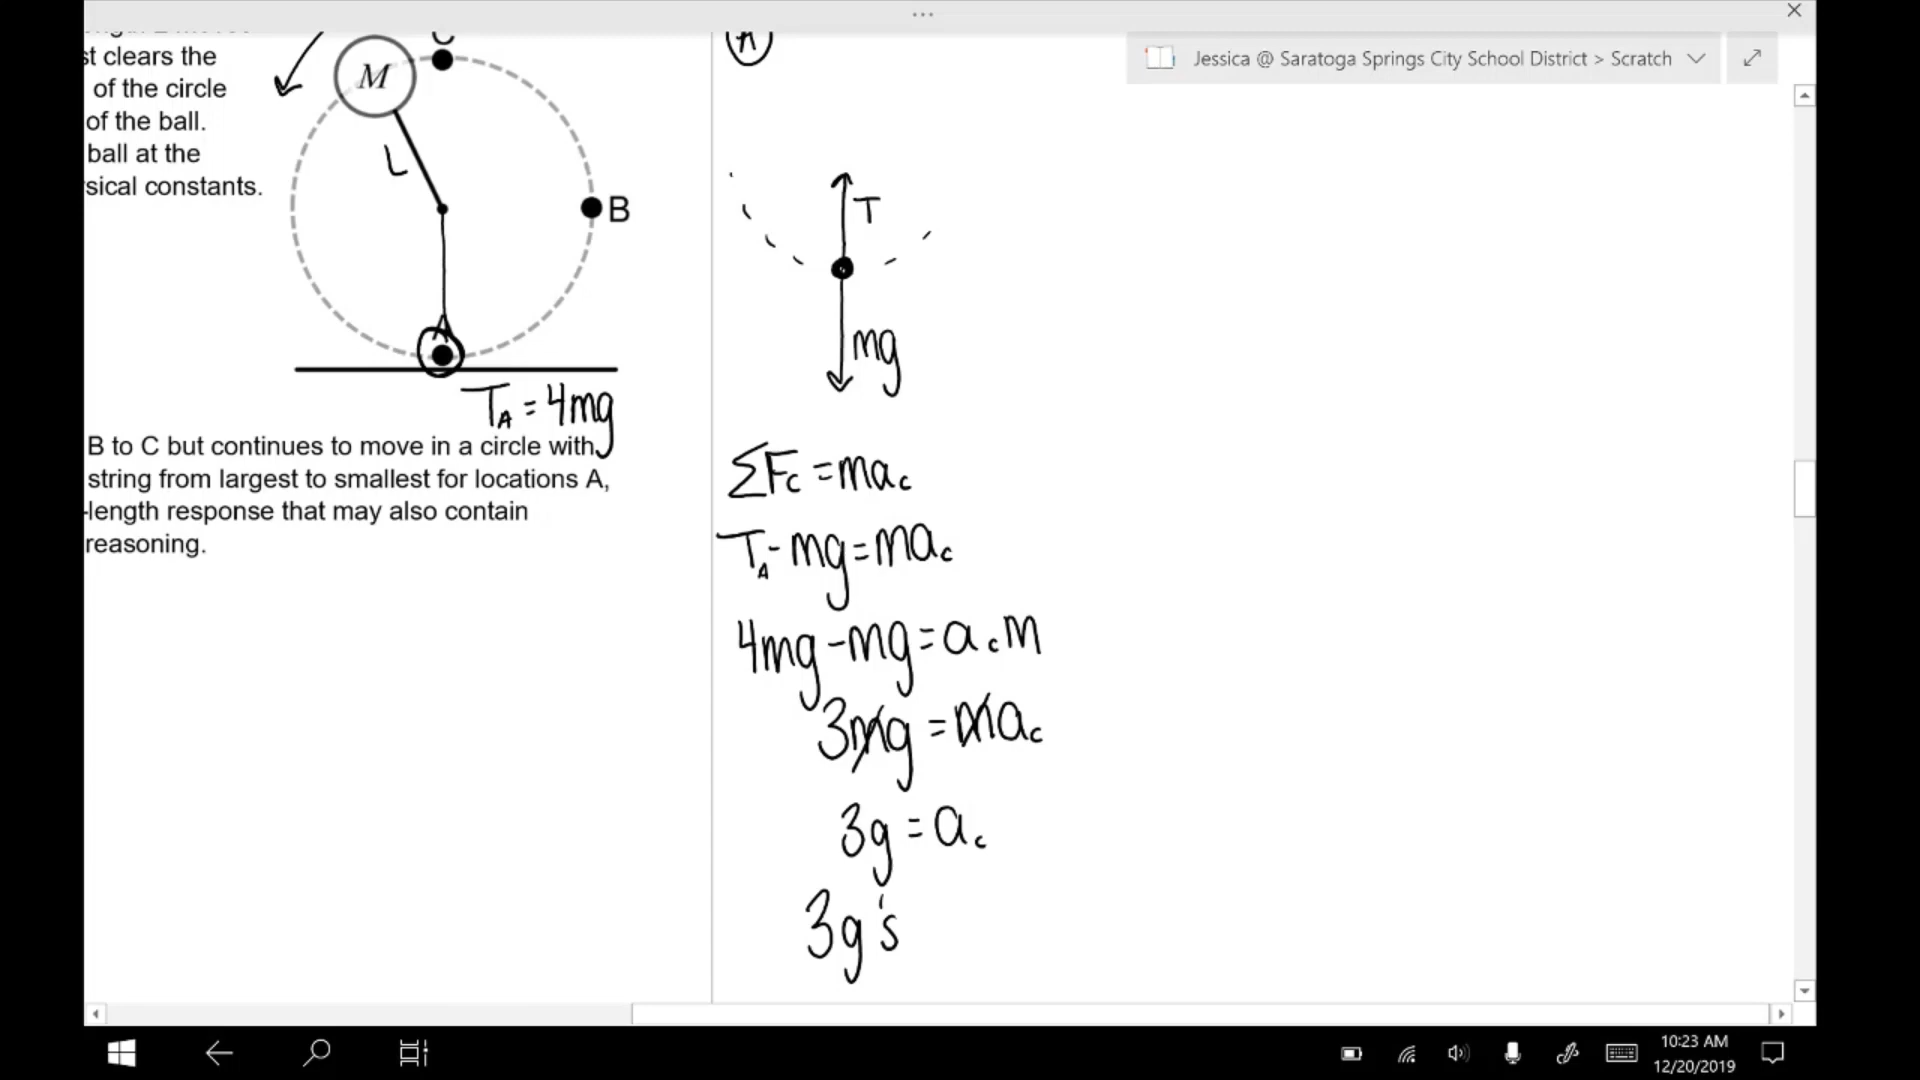 st clears the
of the circle
of the ball.
ball at the
sical constants.
M
C
L
B
A
T_A = 4mg
B to C but continues to move in a circle with
string from largest to smallest for locations A,
-length response that may also contain
reasoning.
A
Jessica @ Saratoga Springs City School District > Scratch
T
mg
ΣF_c = ma_c
T_A - mg = ma_c
4mg - mg = a_c m
3mg = ma_c
3g = a_c
3g's
10:23 AM
12/20/2019